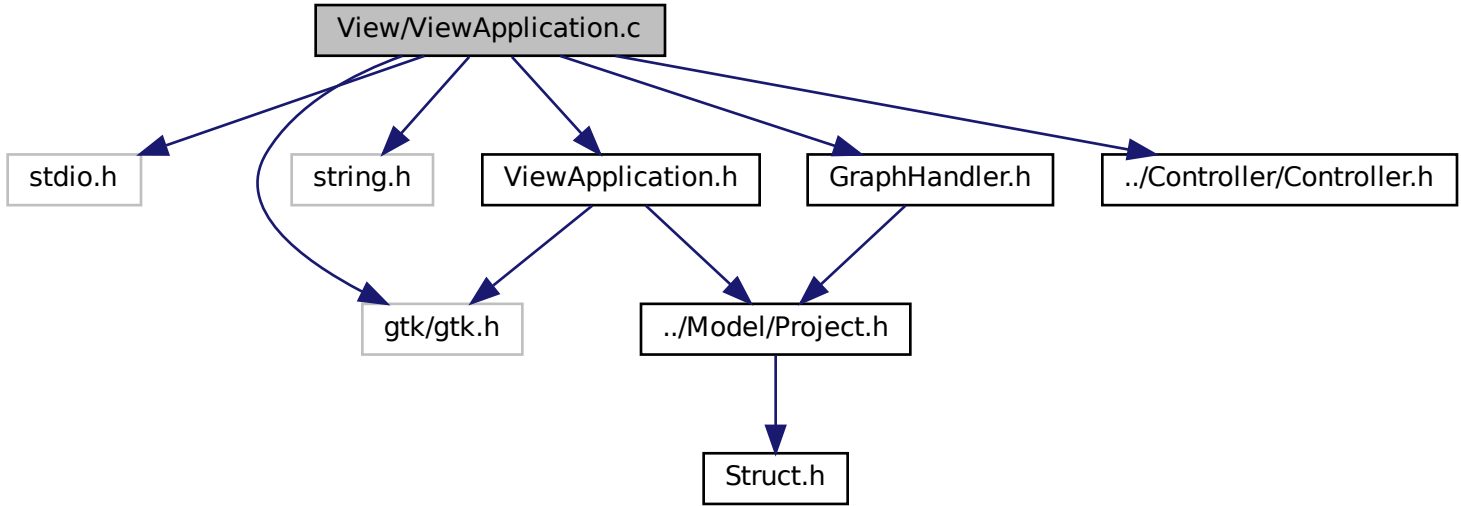 View/ViewApplication.c
stdio.h
string.h
ViewApplication.h
GraphHandler.h
../Controller/Controller.h
gtk/gtk.h
../Model/Project.h
Struct.h